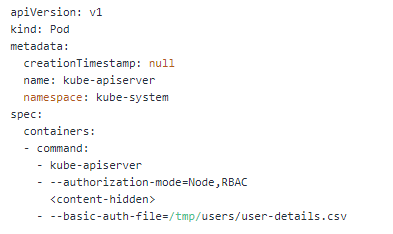 apiVersion: v1
kind: Pod
metadata:
  creationTimestamp: null
  name: kube-apiserver
  namespace: kube-system
spec:
  containers:
  - command:
    - kube-apiserver
    - --authorization-mode=Node,RBAC
      <content-hidden>
    - --basic-auth-file=/tmp/users/user-details.csv